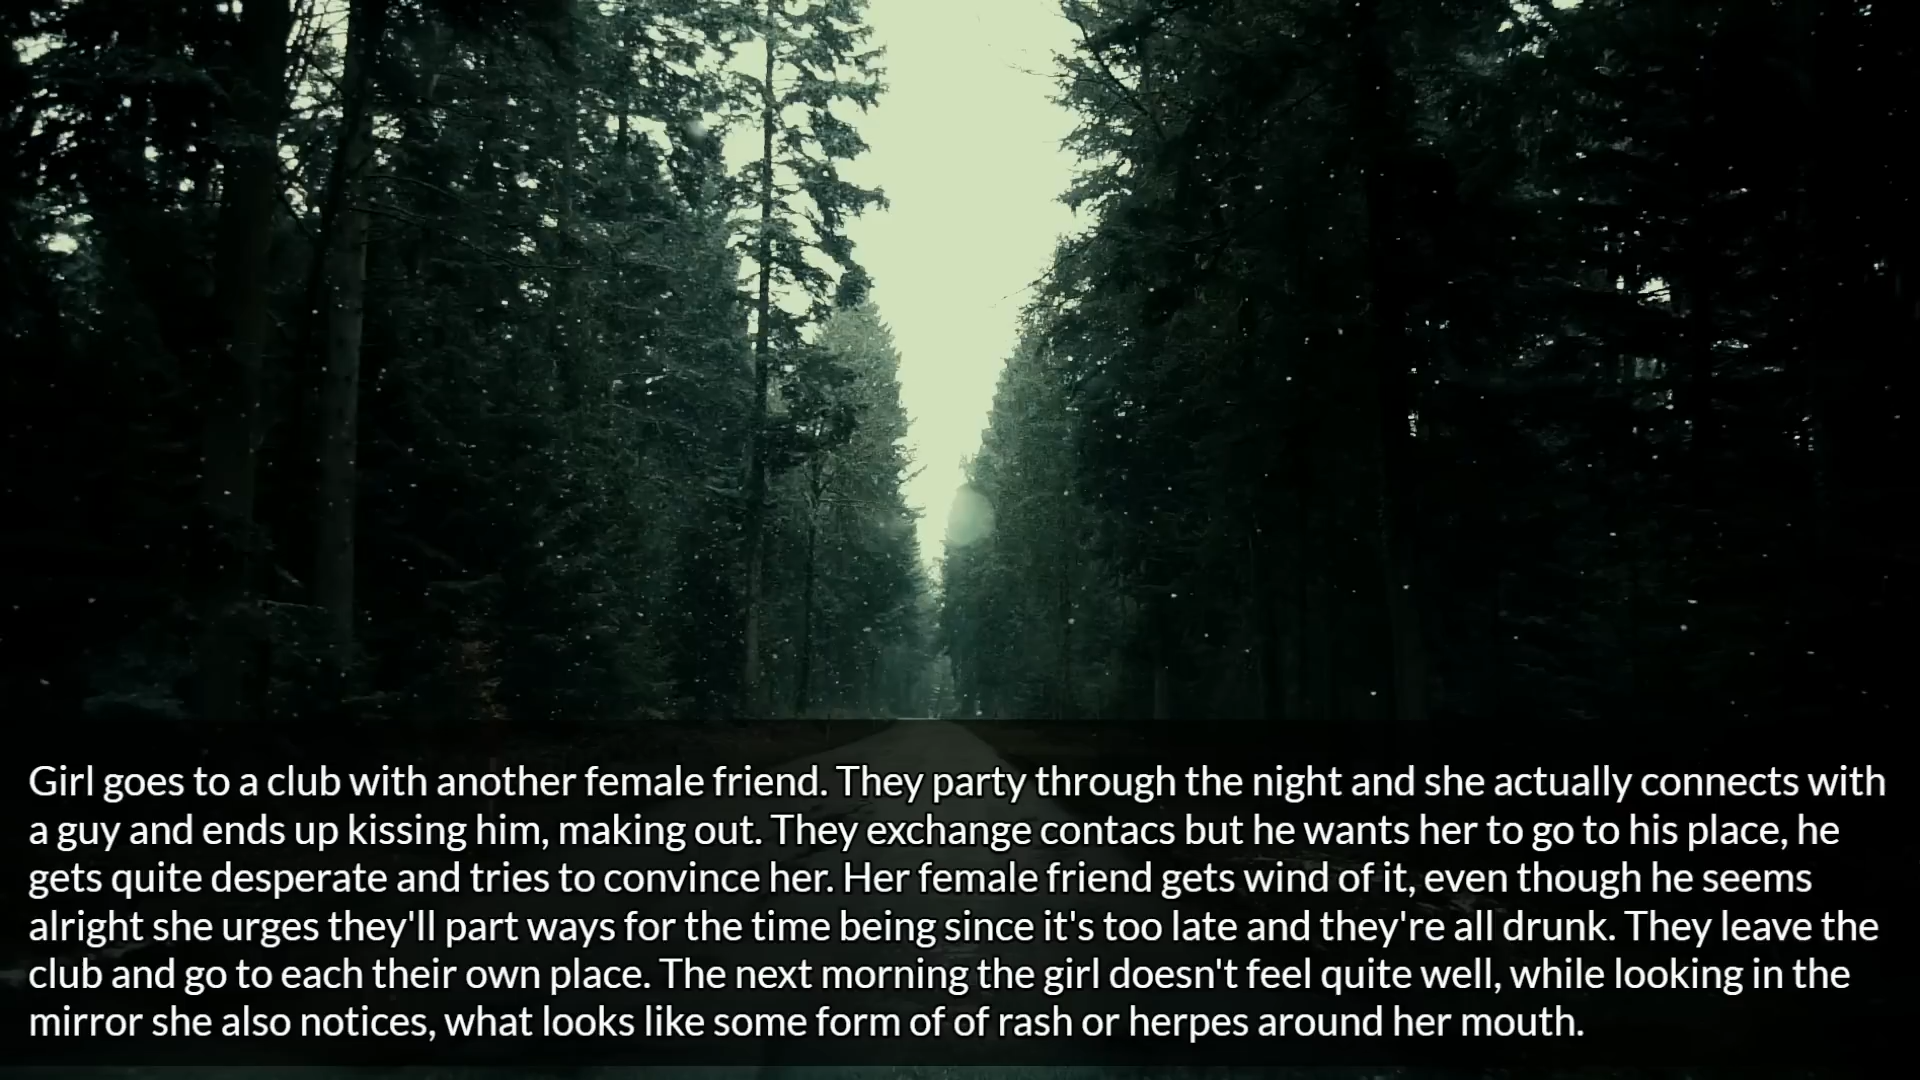 Girl goes to a club with another female friend. They party through the night and she actually connects with
a guy and ends up kissing him, making out. They exchange contacs but he wants her to go to his place, he
gets quite desperate and tries to convince her. Her female friend gets wind of it, even though he seems
alright she urges they'll part ways for the time being since it's too late and they're all drunk. They leave the
club and go to each their own place. The next morning the girl doesn't feel quite well, while looking in the
mirror she also notices, what looks like some form of of rash or herpes around her mouth.